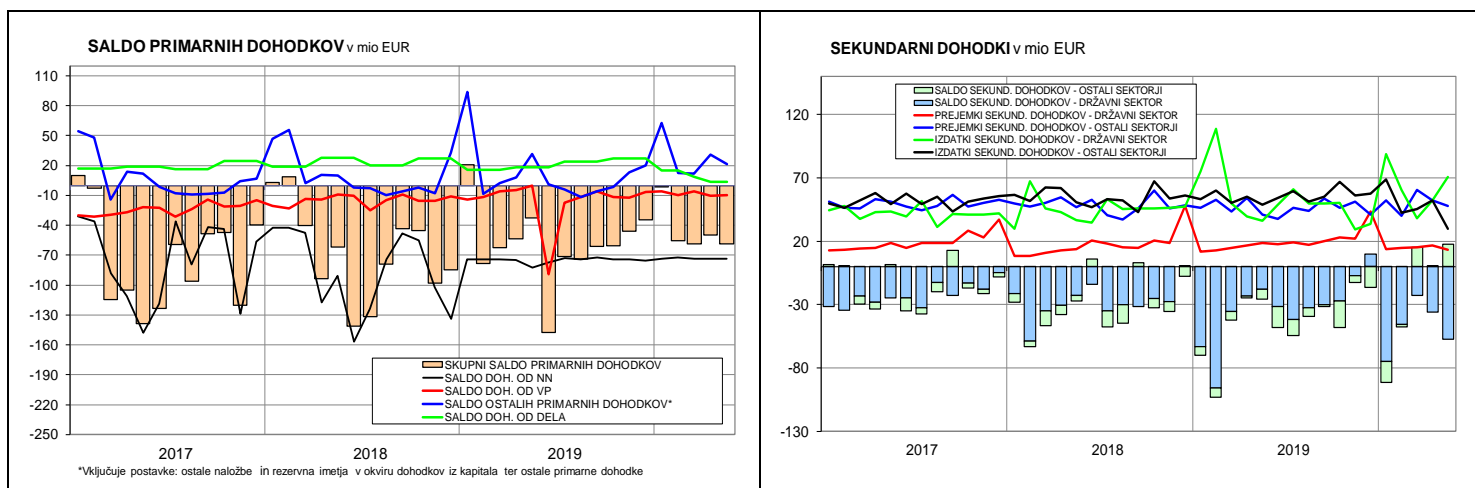 SALDO PRIMARNIH DOHODKOV v mio EUR
110
80
50
20
-10
-40
-70
-100
-130
-160
-190
-220
-250
SKUPNI SALDO PRIMARNIH DOHODKOV
SALDO DOH. OD NN
SALDO DOH. OD VP
SALDO OSTALIH PRIMARNIH DOHODKOV*
SALDO DOH. OD DELA
2017
2018
2019
*Vključuje postavke: ostale naložbe in rezervna imetja v okviru dohodkov iz kapitala ter ostale primarne dohodke
SEKUNDARNI DOHODKI v mio EUR
SALDO SEKUND. DOHODKOV - OSTALI SEKTORJI
SALDO SEKUND. DOHODKOV - DRŽAVNI SEKTOR
PREJEMKI SEKUND. DOHODKOV - DRŽAVNI SEKTOR
PREJEMKI SEKUND. DOHODKOV - OSTALI SEKTORJI
IZDATKI SEKUND. DOHODKOV - DRŽAVNI SEKTOR
IZDATKI SEKUND. DOHODKOV - OSTALI SEKTORJI
120
70
20
-30
-80
-130
2017
2018
2019